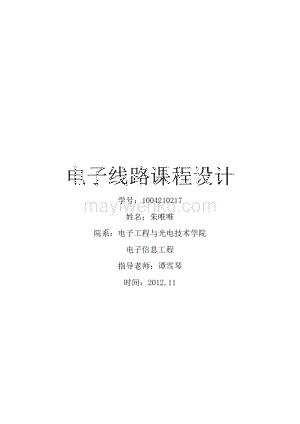 电子线路课程设计
学号：1004210217
mayiwenku.com
姓名：朱唯唯
院系：电子工程与光电技术学院
电子信息工程
指导老师：谭雪琴
时间：2012.11